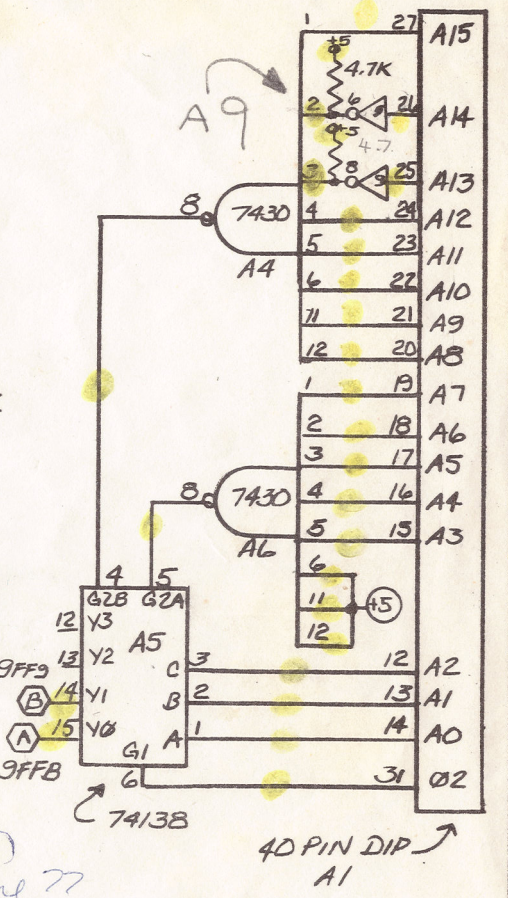 1 27 A15
+5
4.7K
A9
2 6 9 26 A14
+5
4.7
3 8 9 25 A13
8 7430 4 24 A12
A4 5 23 A11
6 22 A10
11 21 A9
12 20 A8
1 19 A7
2 18 A6
3 17 A5
8 7430 4 16 A4
A6 5 15 A3
6
11 +5
12
4 5
G2B G2A
12 Y3
A5
13 Y2 C 3 12 A2
9FF9
B 14 Y1 B 2 13 A1
A 15 YØ A 1 14 A0
9FFB G1
6 31 Ø2
74138
40 PIN DIP
A1
77